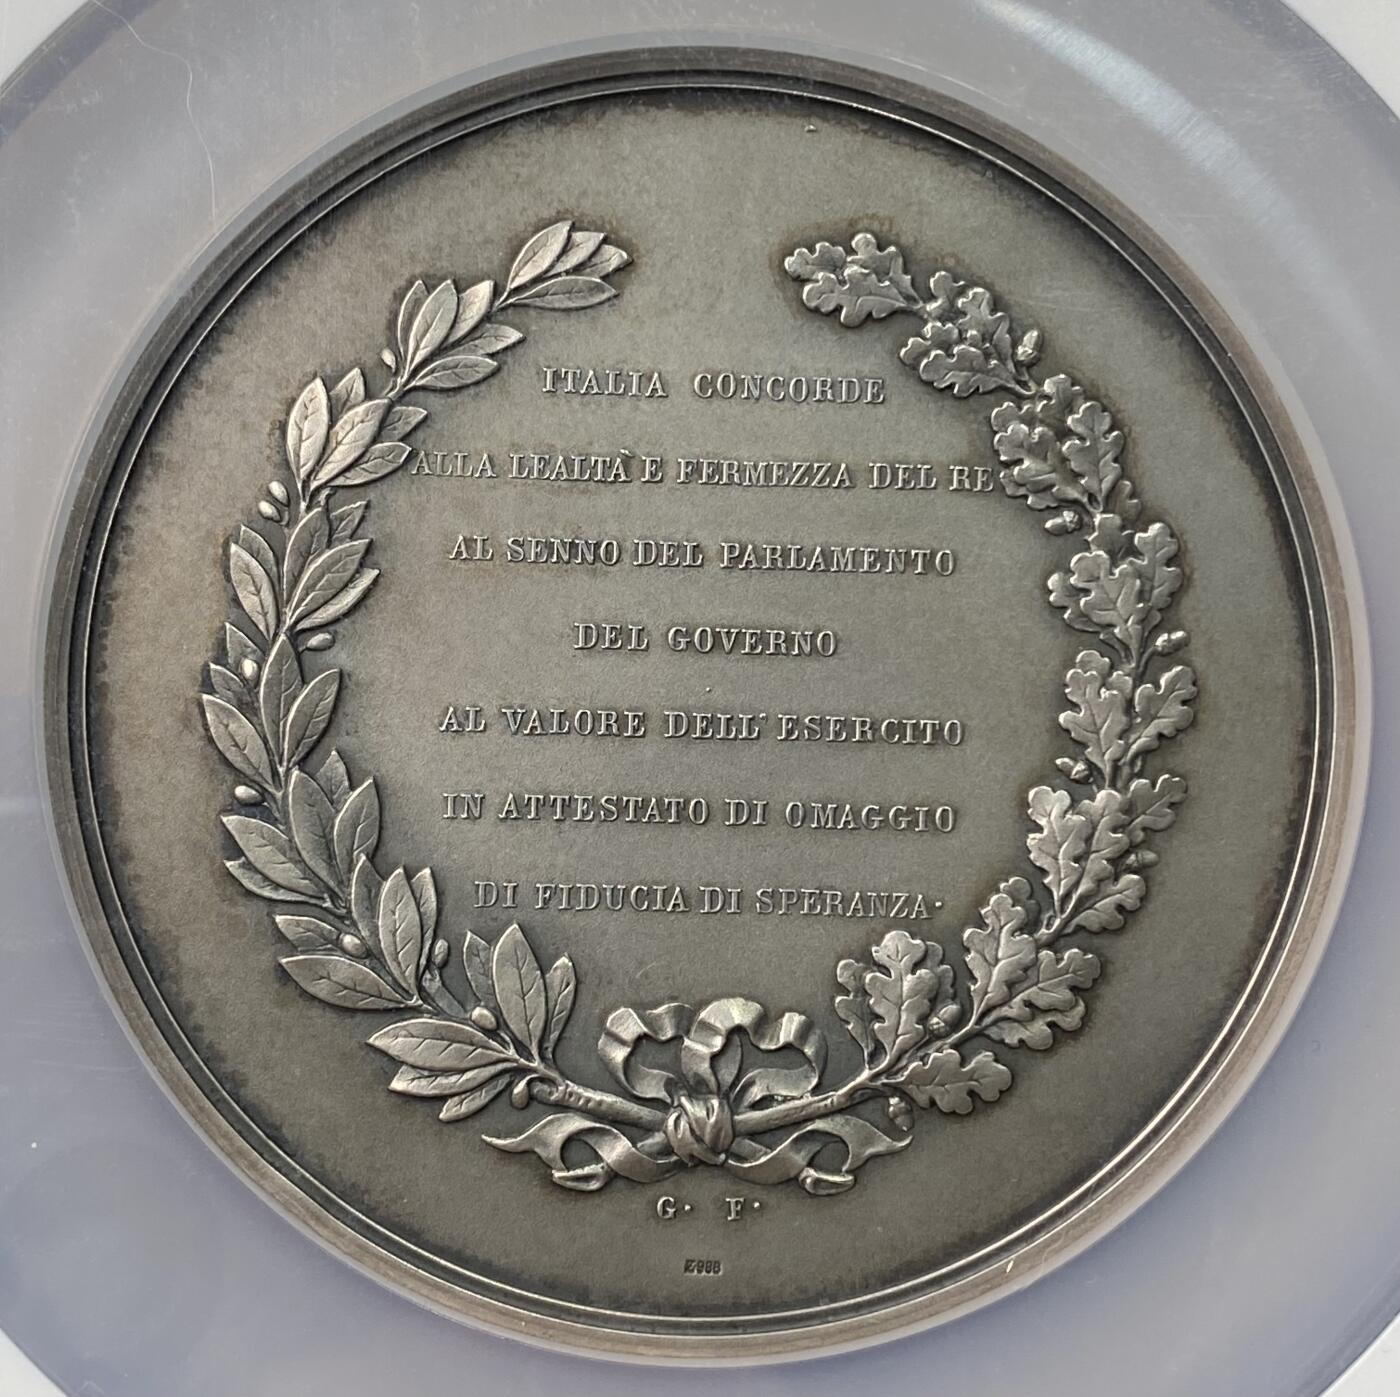 ITALIA CONCORDE
ALLA LEALTÀ E FERMEZZA DEL RE
AL SENNO DEL PARLAMENTO
DEL GOVERNO
AL VALORE DELL' ESERCITO
IN ATTESTATO DI OMAGGIO
DI FIDUCIA DI SPERANZA·
G· F·